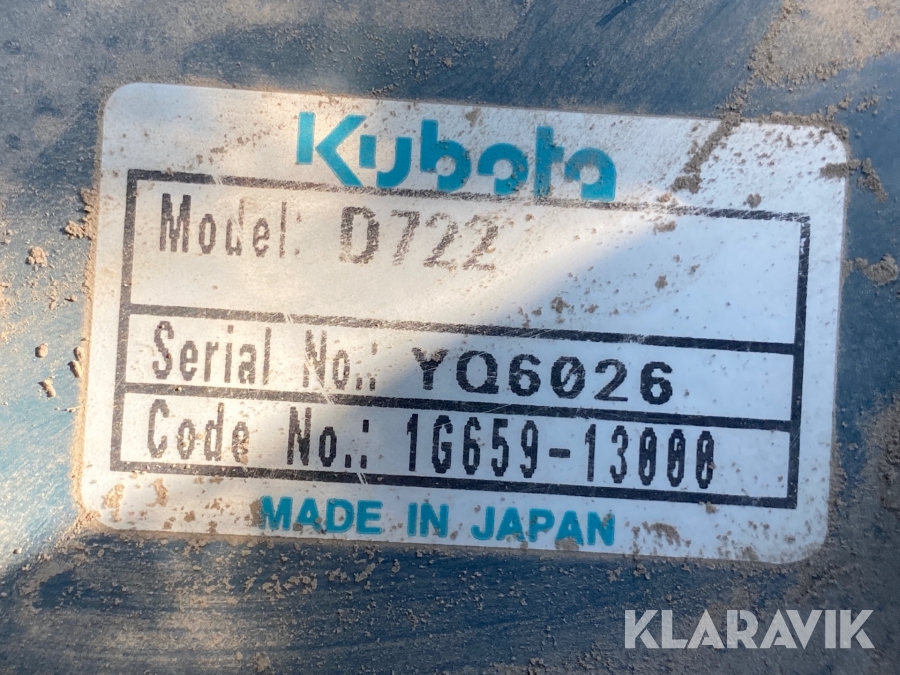 Kubota
Model: D722
Serial No.: YQ6026
Code No.: 1G659-13000
MADE IN JAPAN
KLARAVIK